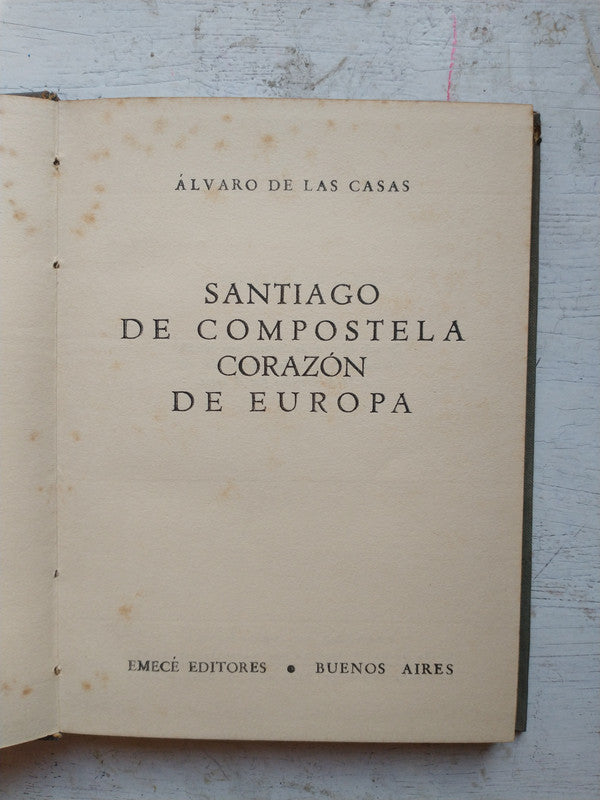 ÁLVARO DE LAS CASAS
SANTIAGO
DE COMPOSTELA
CORAZÓN
DE EUROPA
EMECÉ EDITORES • BUENOS AIRES